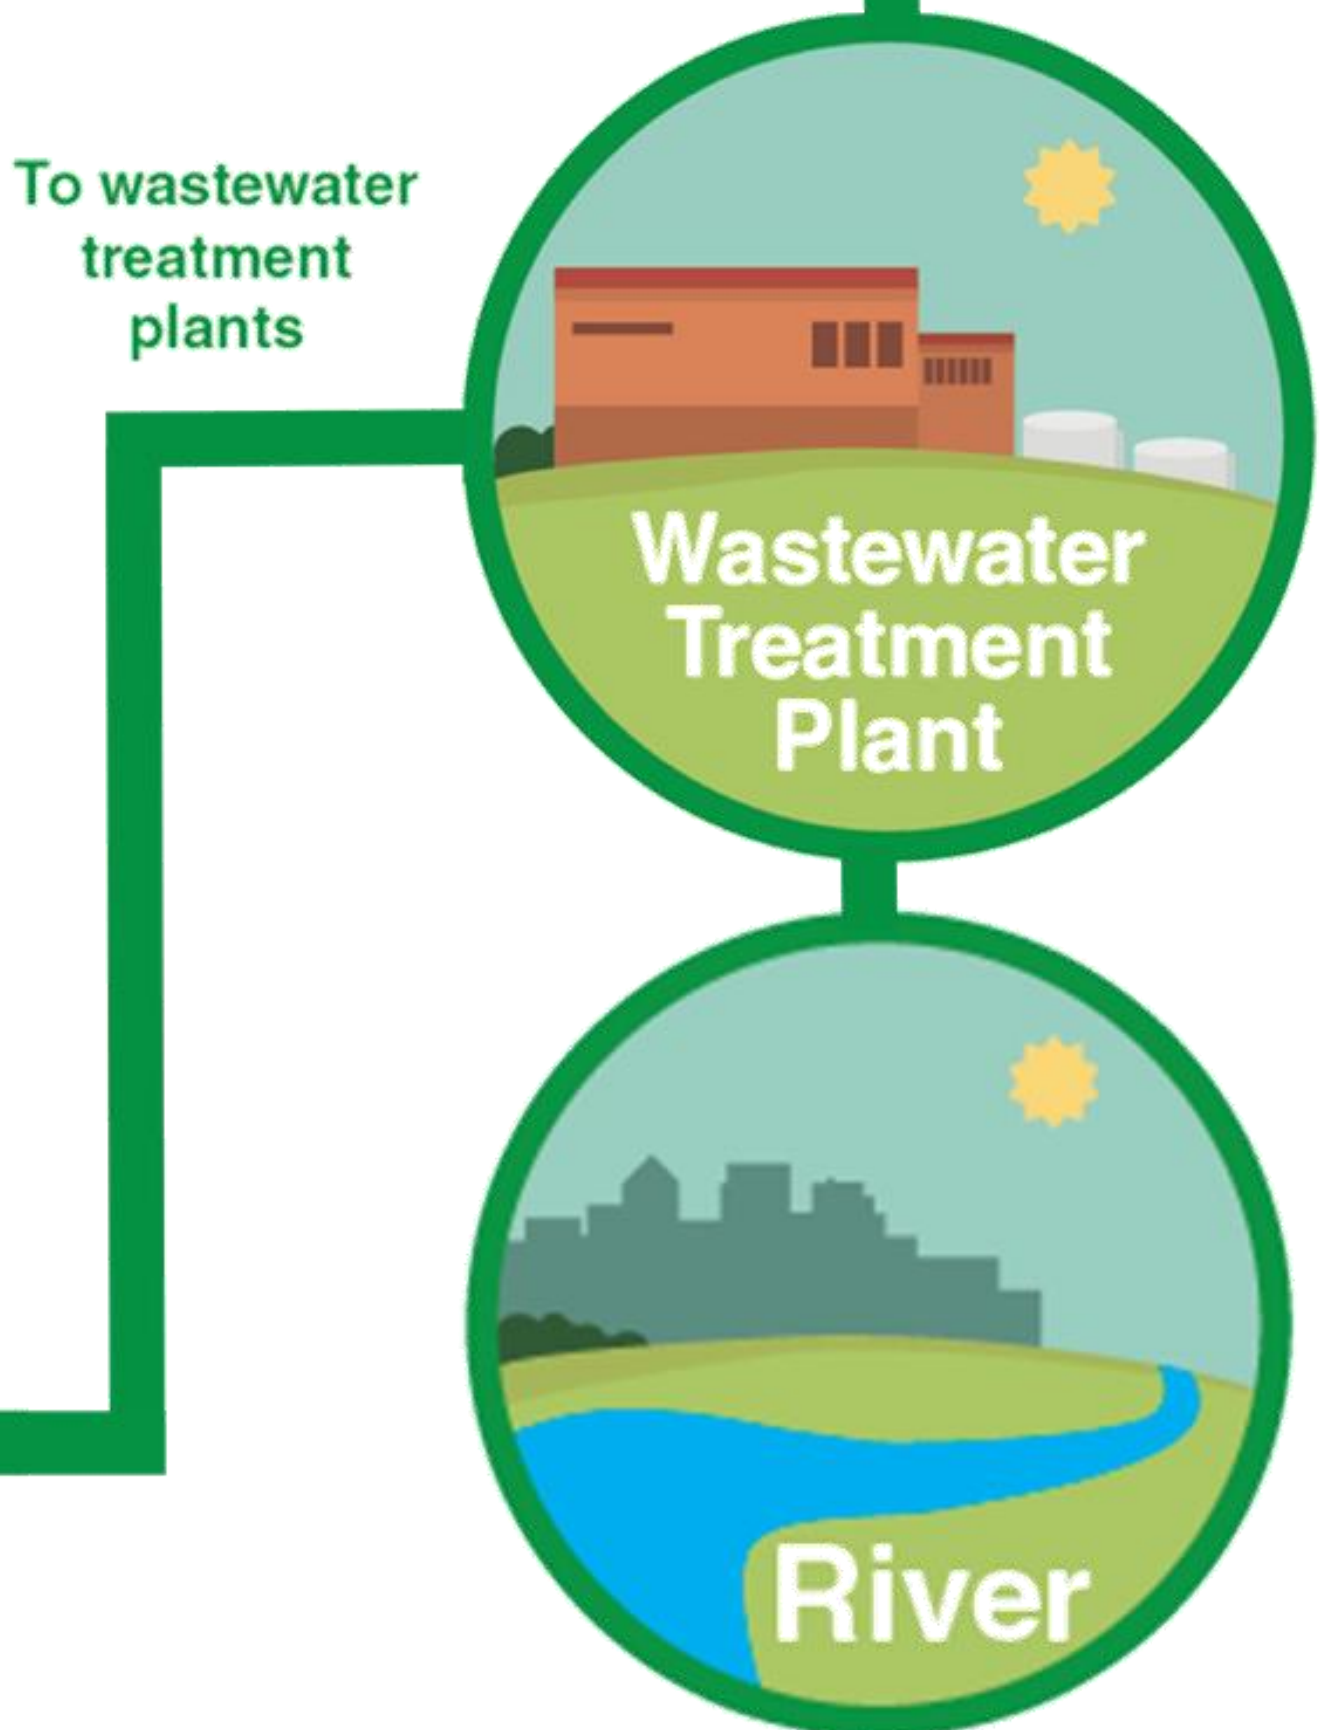 To wastewater
treatment
plants
Wastewater
Treatment
Plant
River